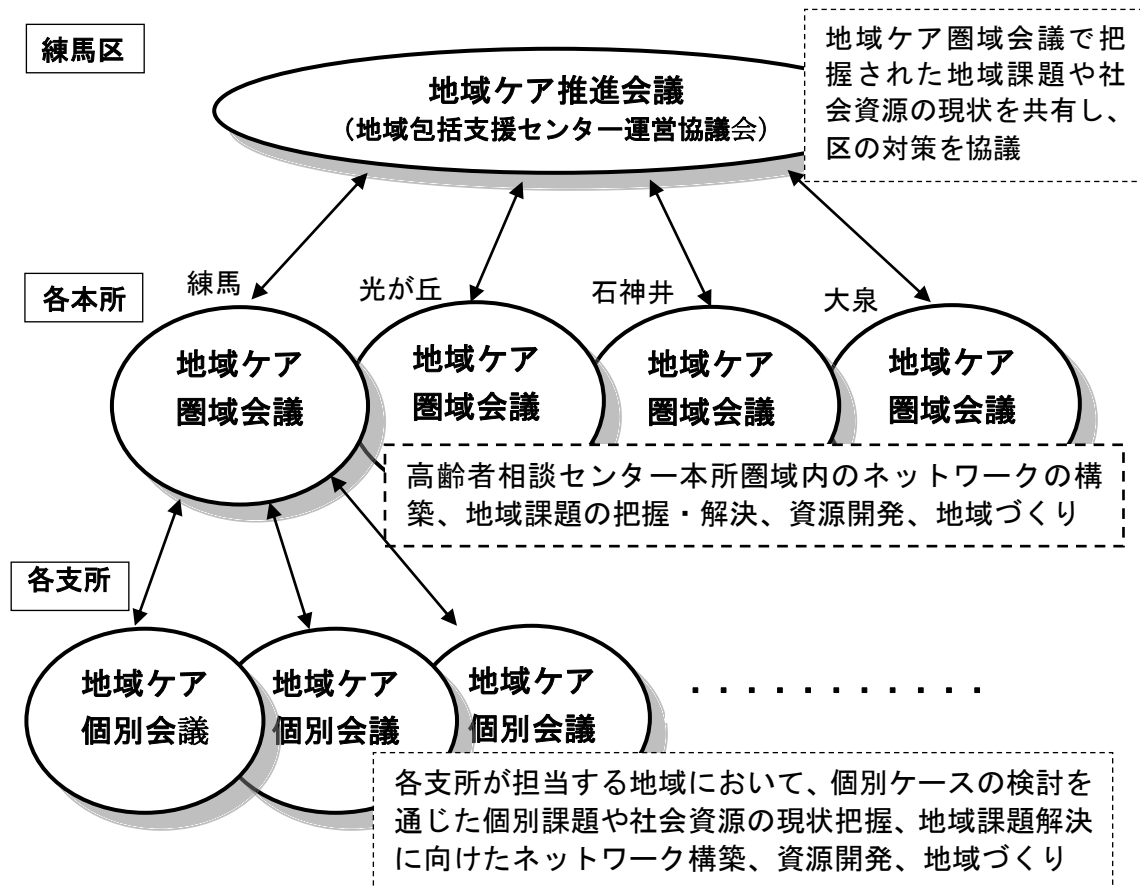 練馬区
地域ケア推進会議
（地域包括支援センター運営協議会）
地域ケア圏域会議で把
握された地域課題や社
会資源の現状を共有し、
区の対策を協議
各本所
練馬
光が丘
石神井
大泉
地域ケア
圏域会議
地域ケア
圏域会議
地域ケア
圏域会議
地域ケア
圏域会議
高齢者相談センター本所圏域内のネットワークの構
築、地域課題の把握・解決、資源開発、地域づくり
各支所
地域ケア
個別会議
地域ケア
個別会議
地域ケア
個別会議
・・・・・・・・・・・
各支所が担当する地域において、個別ケースの検討を
通じた個別課題や社会資源の現状把握、地域課題解決
に向けたネットワーク構築、資源開発、地域づくり